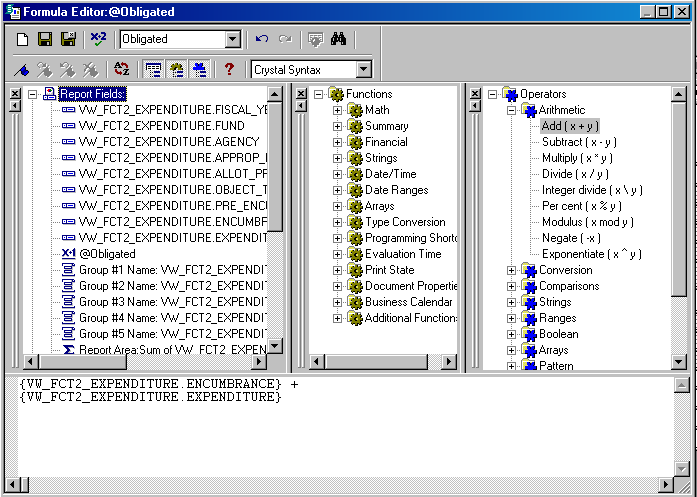 Formula Editor:@Obligated
Obligated
Crystal Syntax
Report Fields:
VW_FCT2_EXPENDITURE.FISCAL_YE
VW_FCT2_EXPENDITURE.FUND
VW_FCT2_EXPENDITURE.AGENCY
VW_FCT2_EXPENDITURE.APPROP_
VW_FCT2_EXPENDITURE.ALLOT_PF
VW_FCT2_EXPENDITURE.OBJECT_T
VW_FCT2_EXPENDITURE.PRE_ENCU
VW_FCT2_EXPENDITURE.ENCUMBF
VW_FCT2_EXPENDITURE.EXPENDIT
@Obligated
Group #1 Name: VW_FCT2_EXPENDIT
Group #2 Name: VW_FCT2_EXPENDIT
Group #3 Name: VW_FCT2_EXPENDIT
Group #4 Name: VW_FCT2_EXPENDIT
Group #5 Name: VW_FCT2_EXPENDIT
Report Area:Sum of VW_FCT2_EXPEN
Functions
Math
Summary
Financial
Strings
Date/Time
Date Ranges
Arrays
Type Conversion
Programming Shortc
Evaluation Time
Print State
Document Propertie
Business Calendar
Additional Function
Operators
Arithmetic
Add ( x + y )
Subtract ( x - y )
Multiply ( x * y )
Divide ( x / y )
Integer divide ( x \ y )
Per cent ( x % y )
Modulus ( x mod y )
Negate ( -x )
Exponentiate ( x ^ y )
Conversion
Comparisons
Strings
Ranges
Boolean
Arrays
Pattern
{VW_FCT2_EXPENDITURE.ENCUMBRANCE} +
{VW_FCT2_EXPENDITURE.EXPENDITURE}